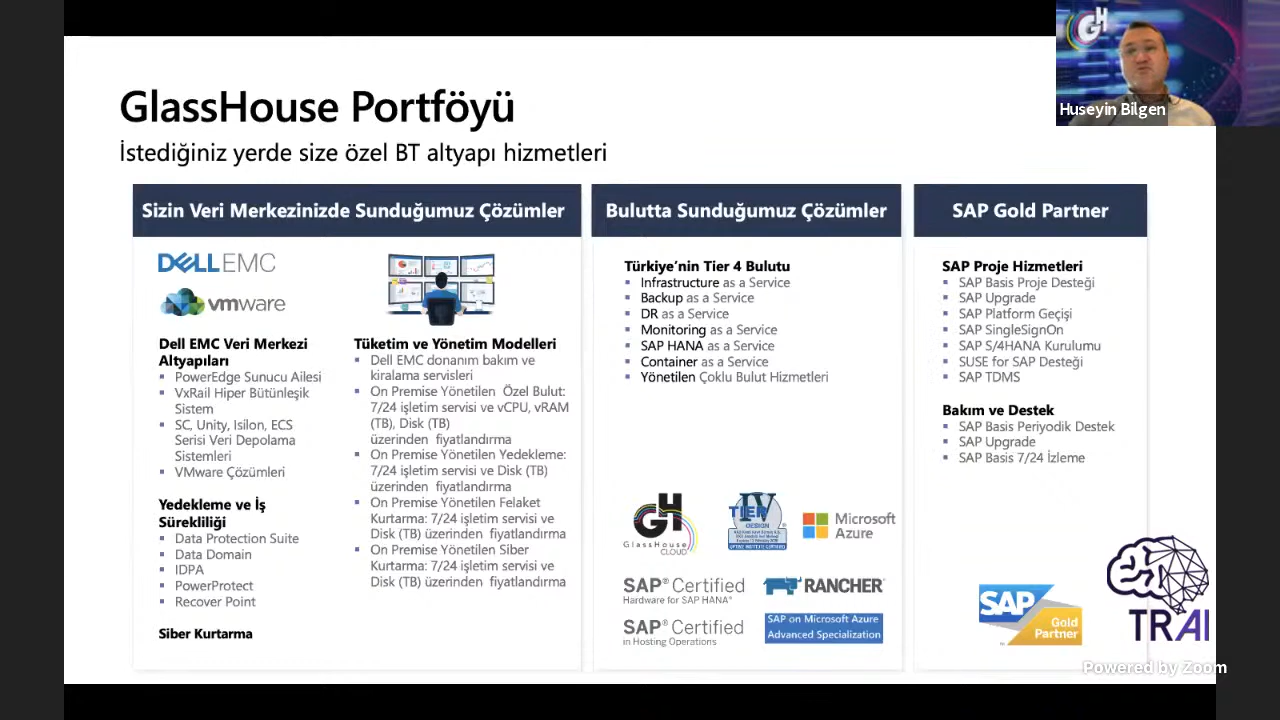 GH
Huseyin Bilgen
GlassHouse Portföyü
İstediğiniz yerde size özel BT altyapı hizmetleri
Sizin Veri Merkezinizde Sunduğumuz Çözümler
DELL EMC
vmware
Dell EMC Veri Merkezi
Altyapıları
PowerEdge Sunucu Ailesi
VxRail Hiper Bütünleşik
Sistem
SC, Unity, Isilon, ECS
Serisi Veri Depolama
Sistemleri
VMware Çözümleri
Yedekleme ve İş
Sürekliliği
Data Protection Suite
Data Domain
IDPA
PowerProtect
Recover Point
Siber Kurtarma
Tüketim ve Yönetim Modelleri
Dell EMC donanım bakım ve
kiralama servisleri
On Premise Yönetilen Özel Bulut:
7/24 işletim servisi ve vCPU, vRAM
(TB), Disk (TB)
üzerinden fiyatlandırma
On Premise Yönetilen Yedekleme:
7/24 işletim servisi ve Disk (TB)
üzerinden fiyatlandırma
On Premise Yönetilen Felaket
Kurtarma: 7/24 işletim servisi ve
Disk (TB) üzerinden fiyatlandırma
On Premise Yönetilen Siber
Kurtarma: 7/24 işletim servisi ve
Disk (TB) üzerinden fiyatlandırma
Bulutta Sunduğumuz Çözümler
Türkiye'nin Tier 4 Bulutu
Infrastructure as a Service
Backup as a Service
DR as a Service
Monitoring as a Service
SAP HANA as a Service
Container as a Service
Yönetilen Çoklu Bulut Hizmetleri
GH
GlassHouse
CLOUD
TIER IV
DESIGN
Microsoft
Azure
SAP® Certified
Hardware for SAP HANA®
RANCHER
SAP® Certified
in Hosting Operations
SAP on Microsoft Azure
Advanced Specialization
SAP Gold Partner
SAP Proje Hizmetleri
SAP Basis Proje Desteği
SAP Upgrade
SAP Platform Geçişi
SAP SingleSignOn
SAP S/4HANA Kurulumu
SUSE for SAP Desteği
SAP TDMS
Bakım ve Destek
SAP Basis Periyodik Destek
SAP Upgrade
SAP Basis 7/24 İzleme
SAP
Gold
Partner
TRAI
Powered by Zoom